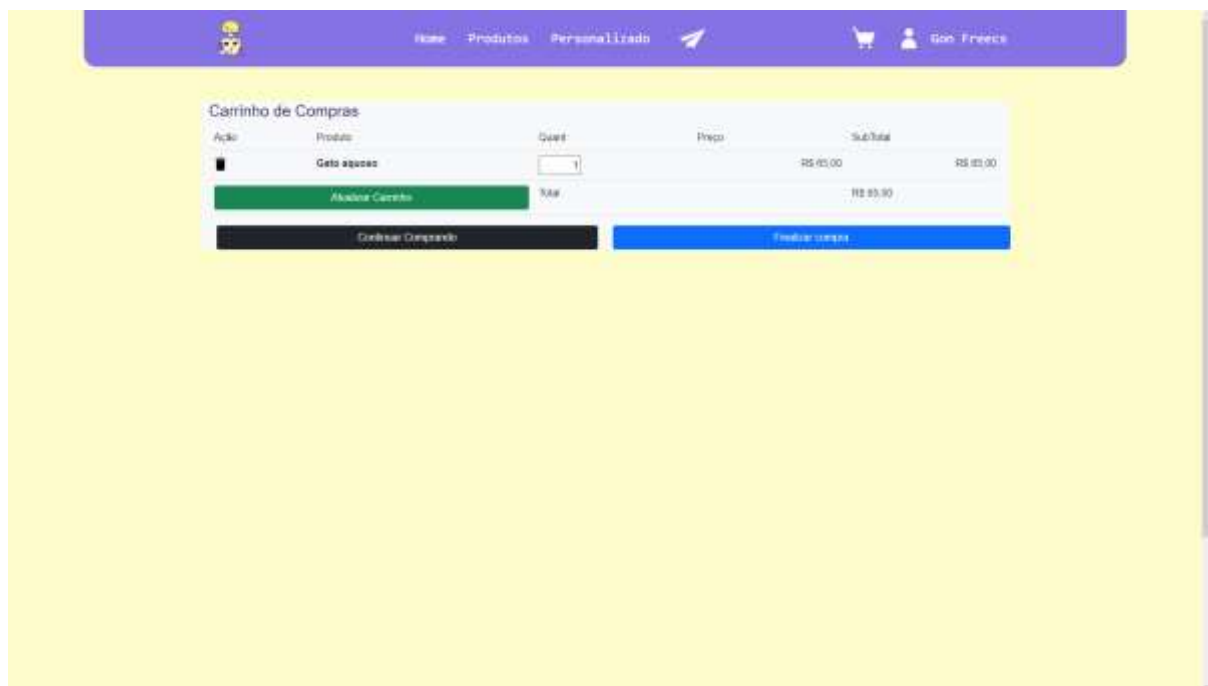 Home Produtos Personalizado Gon Freecs
Carrinho de Compras
Ação Produto Quant Preço SubTotal
Gato aquoso 1 R$ 65,00 R$ 65,00
Atualizar Carrinho Total R$ 65,00
Continuar Comprando Finalizar compra